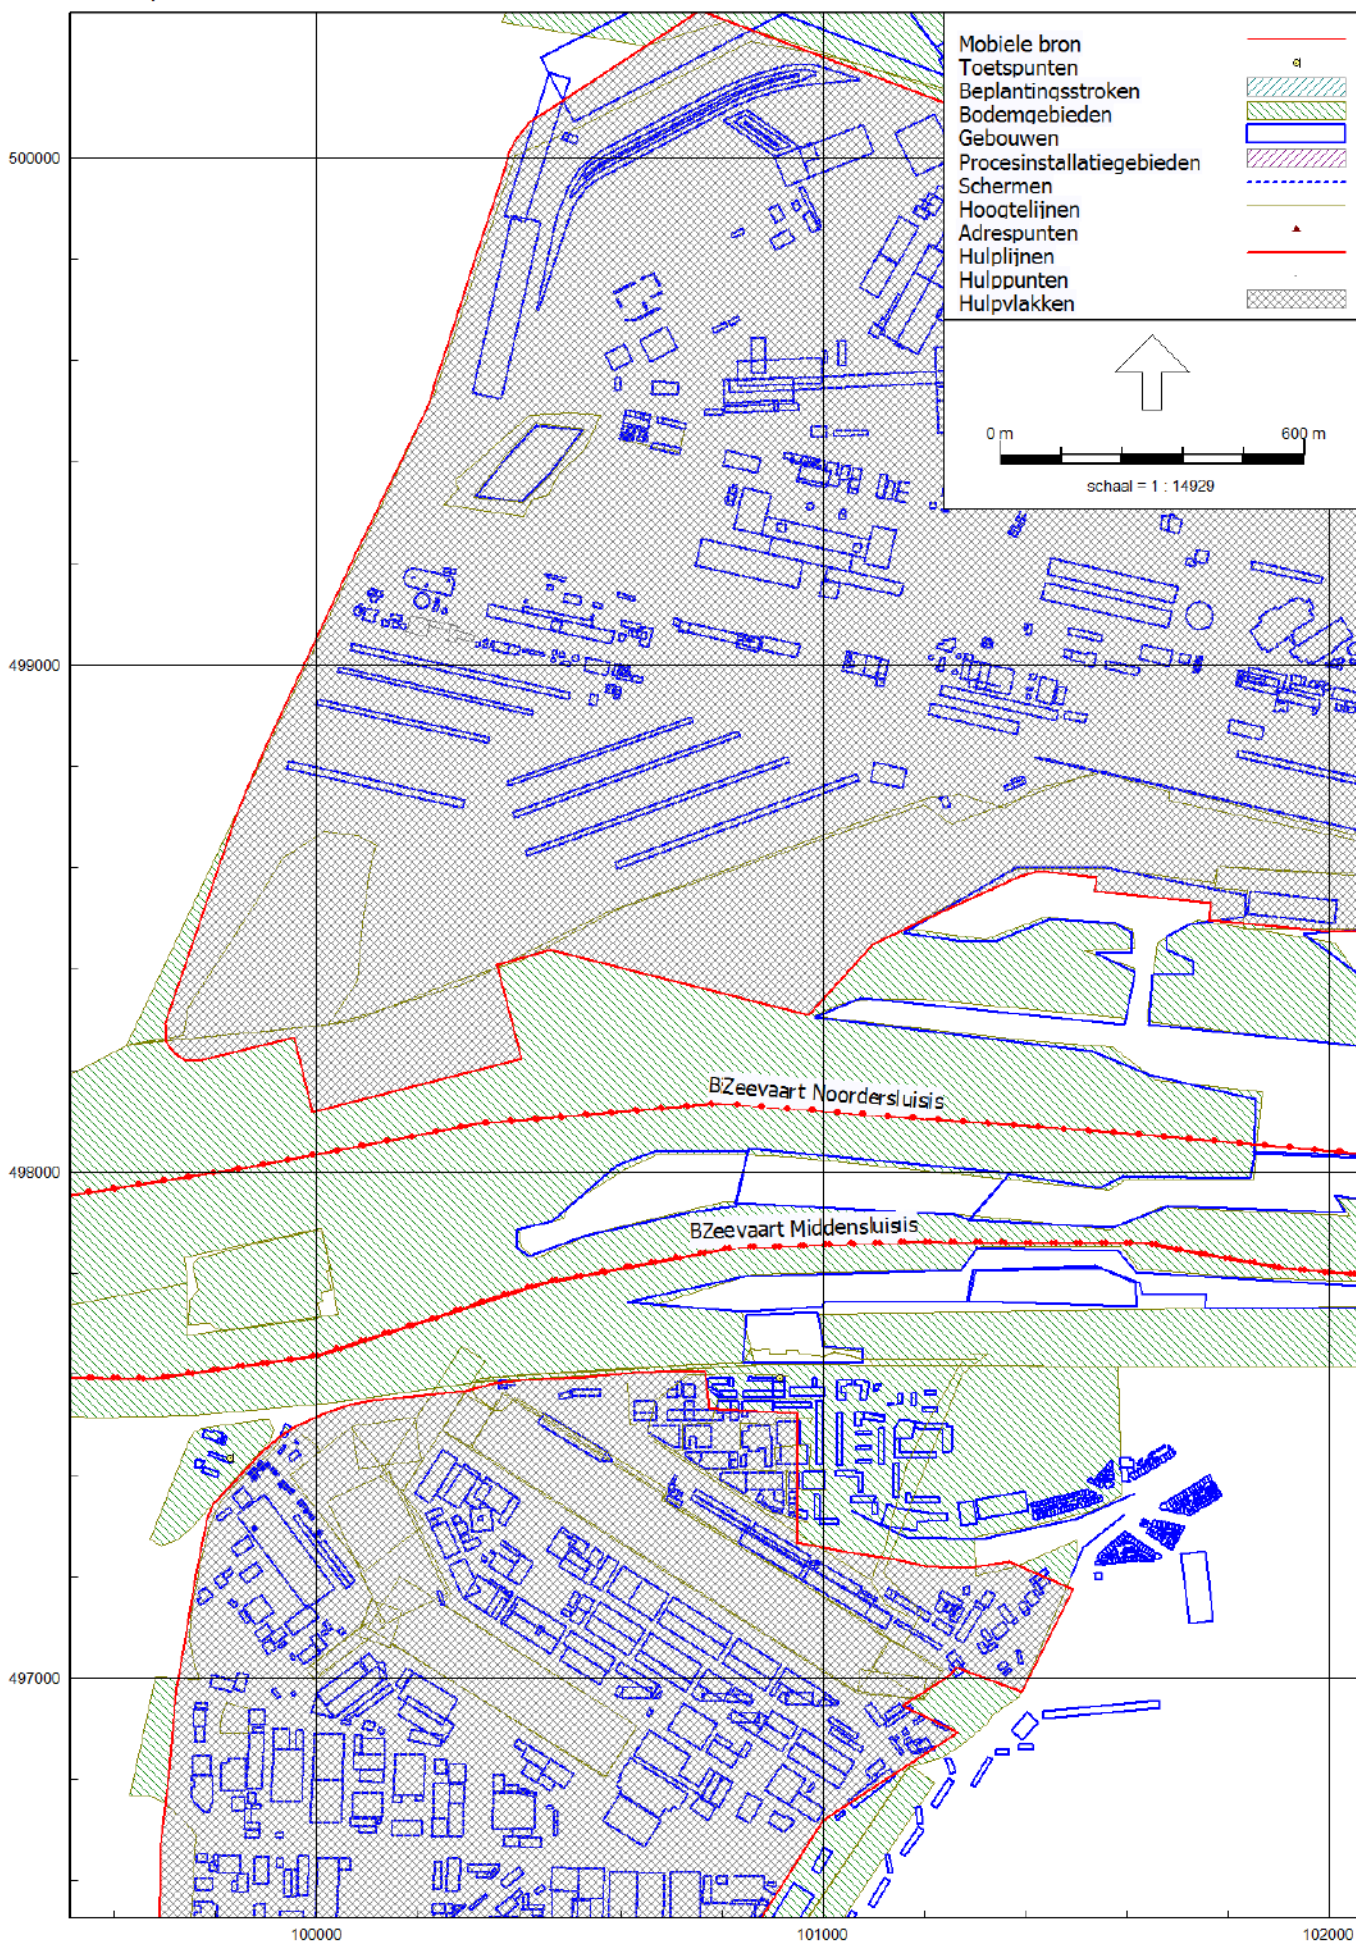 Mobiele bron
Toetspunten
Beplantingsstroken
Bodemgebieden
Gebouwen
Procesinstallatiegebieden
Schermen
Hoogtelijnen
Adrespunten
Hulplijnen
Hulppunten
Hulpvlakken
0 m 600 m
schaal = 1 : 14929
500000
499000
BZeevaart Noordersluisis
498000
BZeevaart Middensluisis
497000
100000 101000 102000